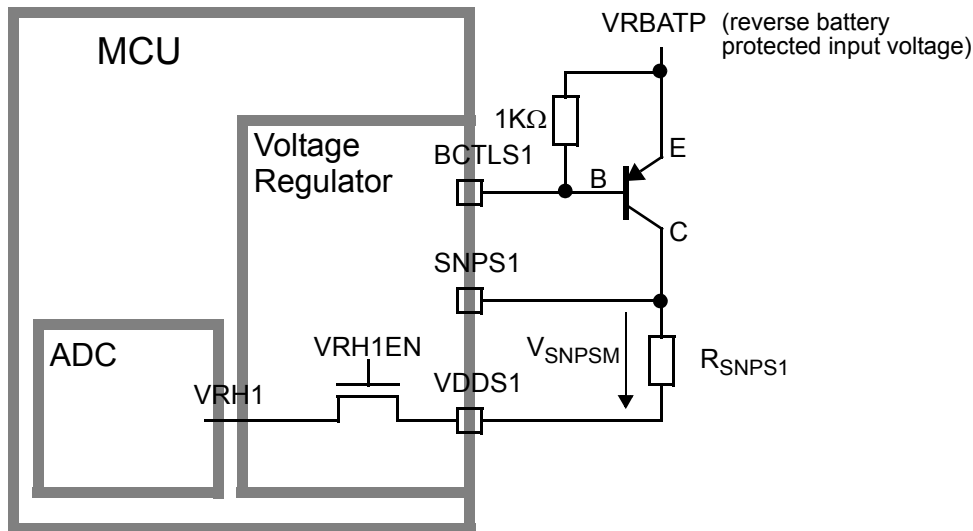 MCU
VRBATP (reverse battery
protected input voltage)
1KΩ
Voltage
Regulator
BCTLS1
B
E
C
SNPS1
ADC
VRH1EN
VRH1
VDDS1
VSNPSM
RSNPS1